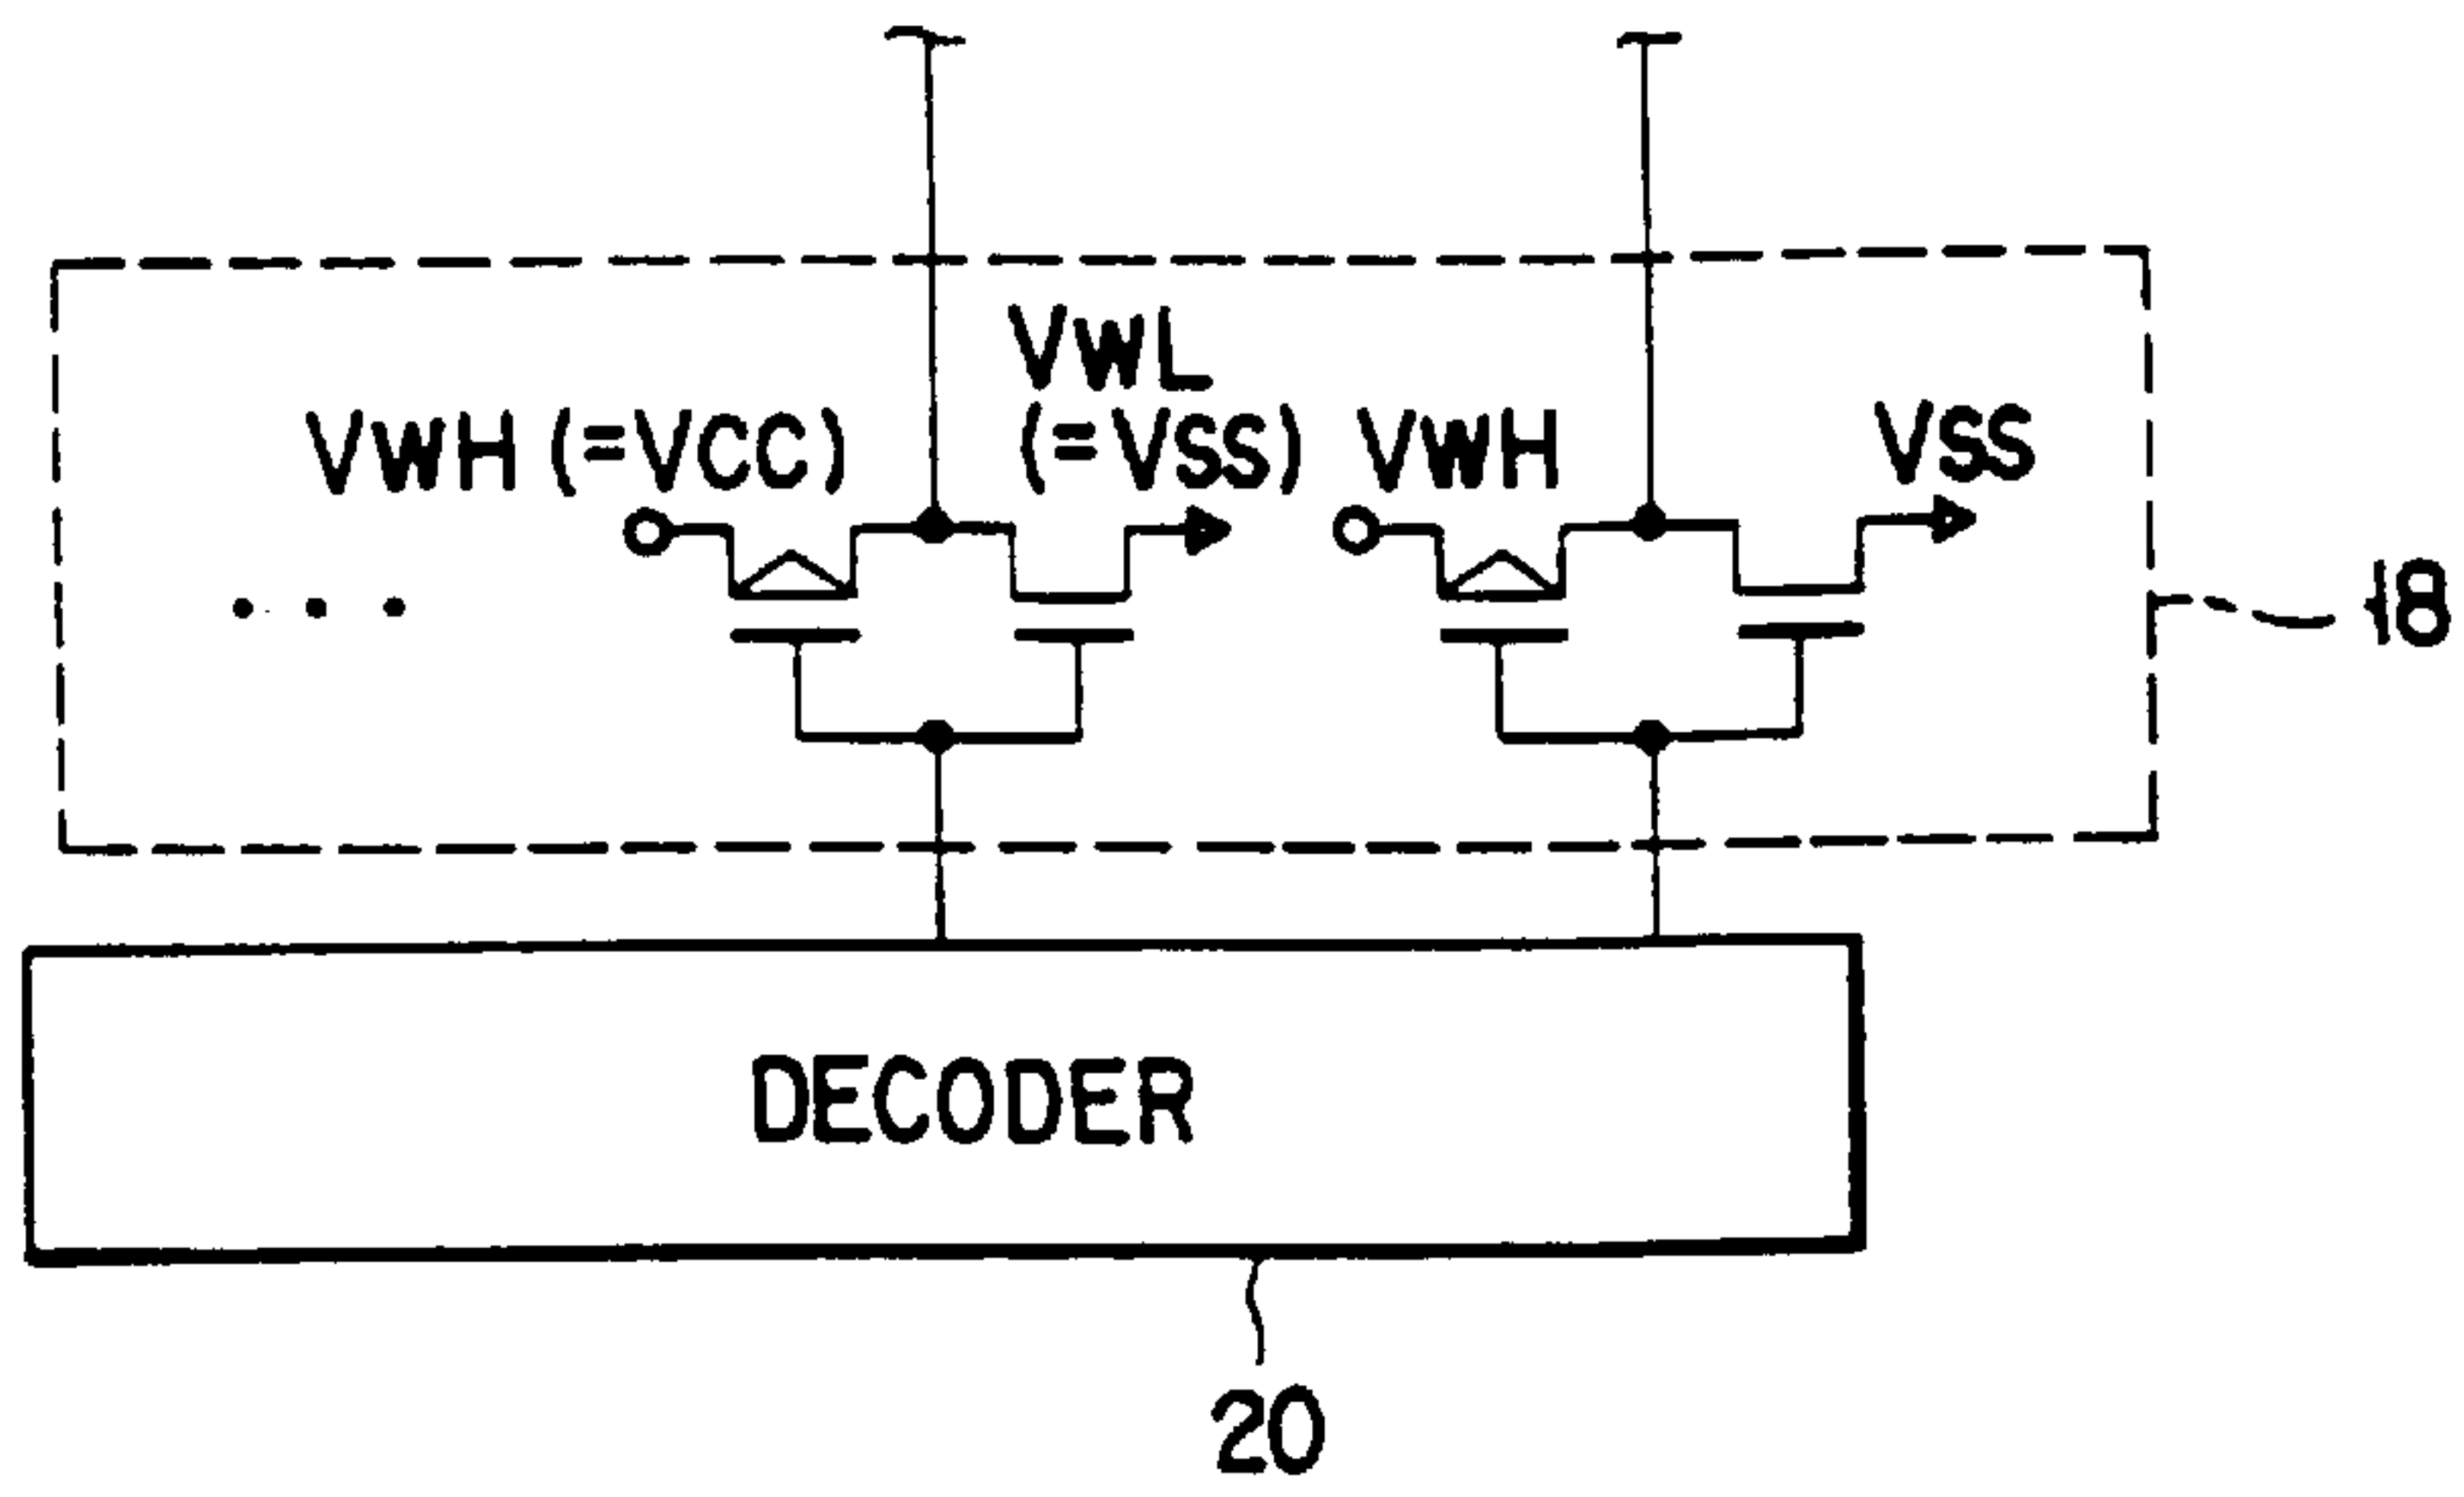 VWL
VWH (=VCC) (=VSS) VWH VSS
18
DECODER
20